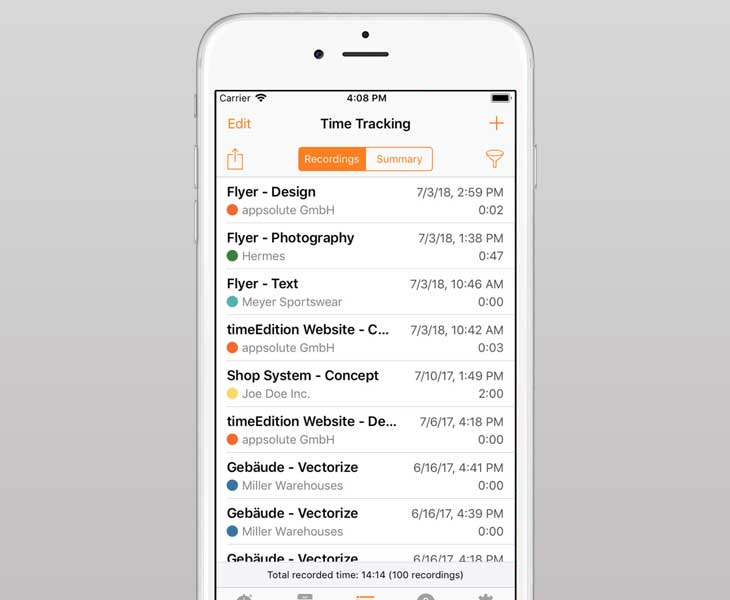 Carrier 4:08 PM
Edit Time Tracking +
Recordings Summary
Flyer - Design 7/3/18, 2:59 PM
appsolute GmbH 0:02
Flyer - Photography 7/3/18, 1:38 PM
Hermes 0:47
Flyer - Text 7/3/18, 10:46 AM
Meyer Sportswear 0:00
timeEdition Website - C... 7/3/18, 10:42 AM
appsolute GmbH 0:03
Shop System - Concept 7/10/17, 1:49 PM
Joe Doe Inc. 2:00
timeEdition Website - De... 7/6/17, 4:18 PM
appsolute GmbH 0:00
Gebäude - Vectorize 6/16/17, 4:41 PM
Miller Warehouses 0:00
Gebäude - Vectorize 6/16/17, 4:39 PM
Miller Warehouses 0:00
Gebäude - Vectorize 6/16/17, 4:18 PM
Total recorded time: 14:14 (100 recordings)